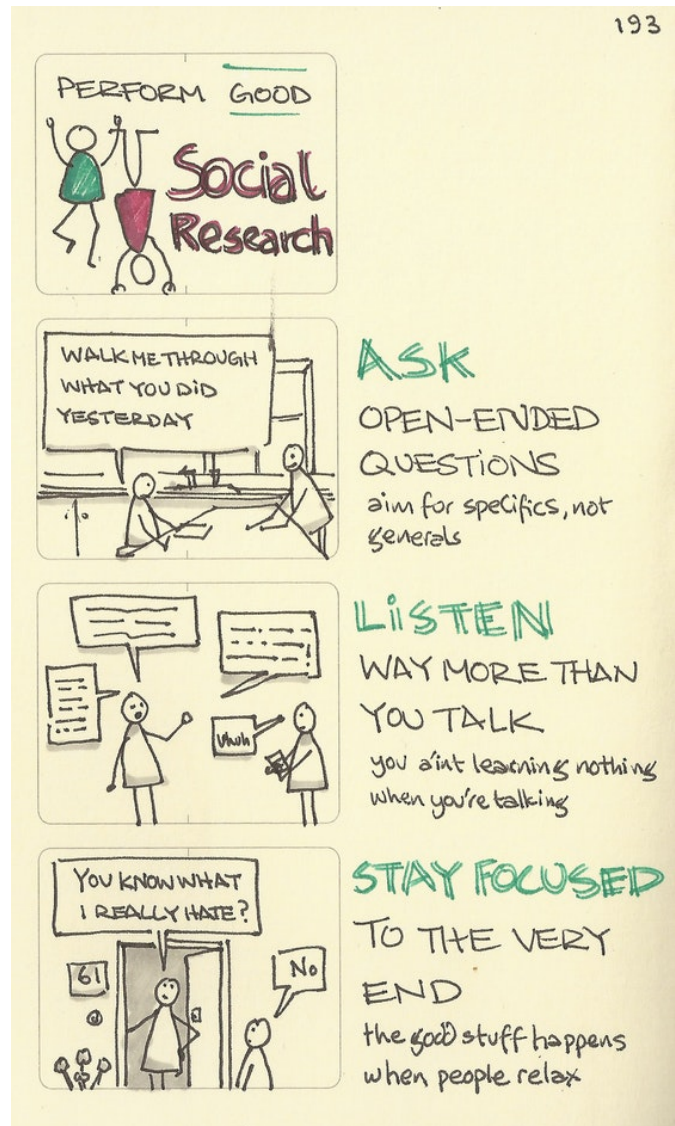 193
PERFORM GOOD
Social
Research
WALK ME THROUGH
WHAT YOU DID
YESTERDAY
ASK
OPEN-ENDED
QUESTIONS
aim for specifics, not
generals
LISTEN
WAY MORE THAN
YOU TALK
you a'int learning nothing
when you're talking
Uhuh
YOU KNOW WHAT
I REALLY HATE?
61
No
STAY FOCUSED
TO THE VERY
END
the good stuff happens
when people relax